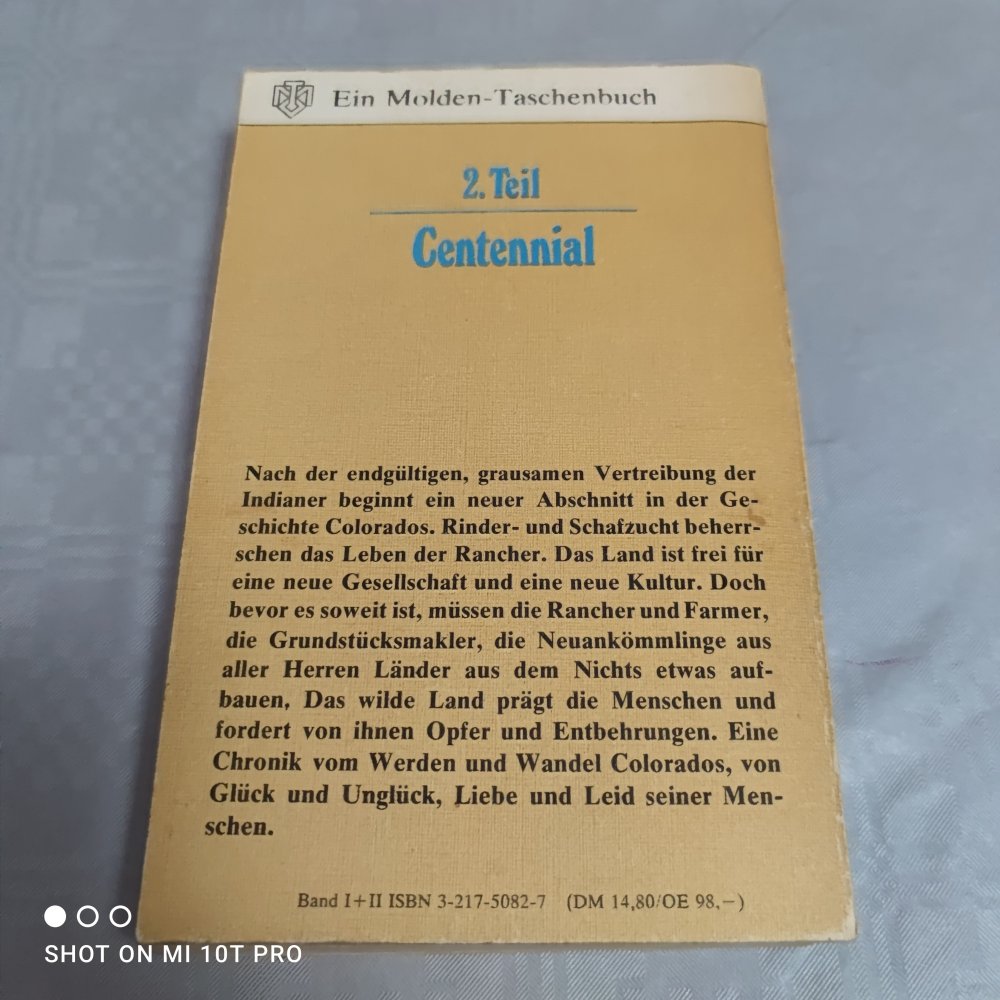 Ein Molden-Taschenbuch
2. Teil
Centennial
Nach der endgültigen, grausamen Vertreibung der
Indianer beginnt ein neuer Abschnitt in der Ge-
schichte Colorados. Rinder- und Schafzucht beherr-
schen das Leben der Rancher. Das Land ist frei für
eine neue Gesellschaft und eine neue Kultur. Doch
bevor es soweit ist, müssen die Rancher und Farmer,
die Grundstücksmakler, die Neuankömmlinge aus
aller Herren Länder aus dem Nichts etwas auf-
bauen, Das wilde Land prägt die Menschen und
fordert von ihnen Opfer und Entbehrungen. Eine
Chronik vom Werden und Wandel Colorados, von
Glück und Unglück, Liebe und Leid seiner Men-
schen.
Band I+II ISBN 3-217-5082-7 (DM 14,80/OE 98,—)
SHOT ON MI 10T PRO